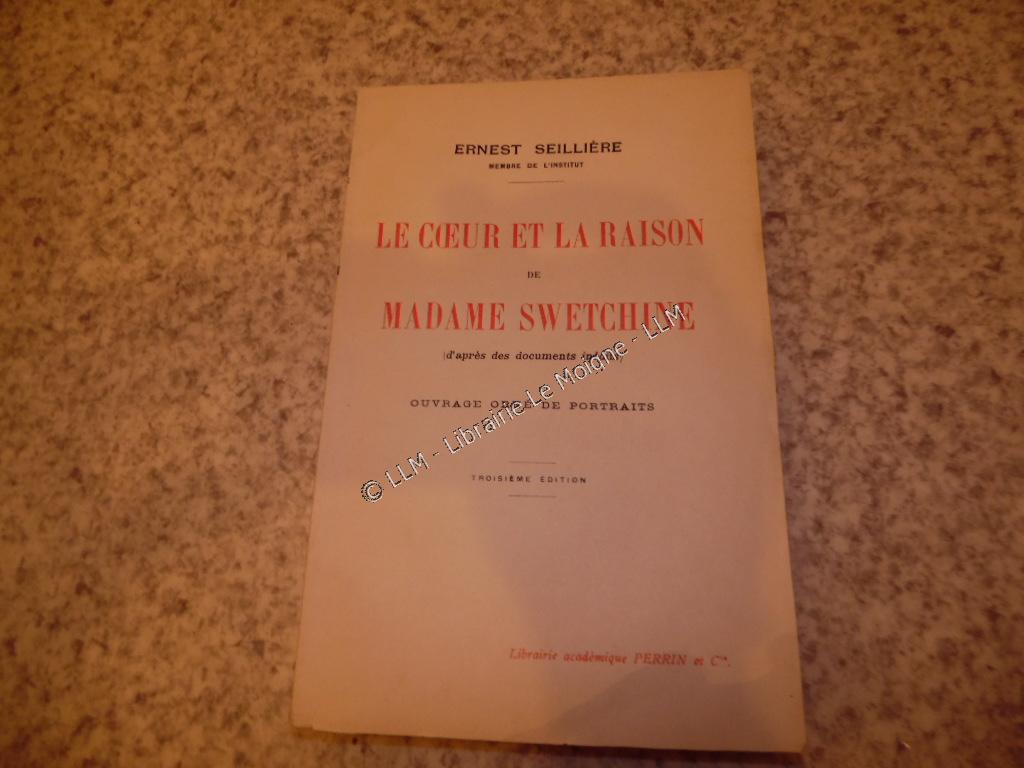 ERNEST SEILLIÈRE
MEMBRE DE L'INSTITUT
LE CŒUR ET LA RAISON
DE
MADAME SWETCHINE
(d'après des documents
OUVRAGE ORNÉ DE PORTRAITS
TROISIÈME ÉDITION
Librairie académique PERRIN et Cie.
© LLM - Librairie Le Moigne - LLM